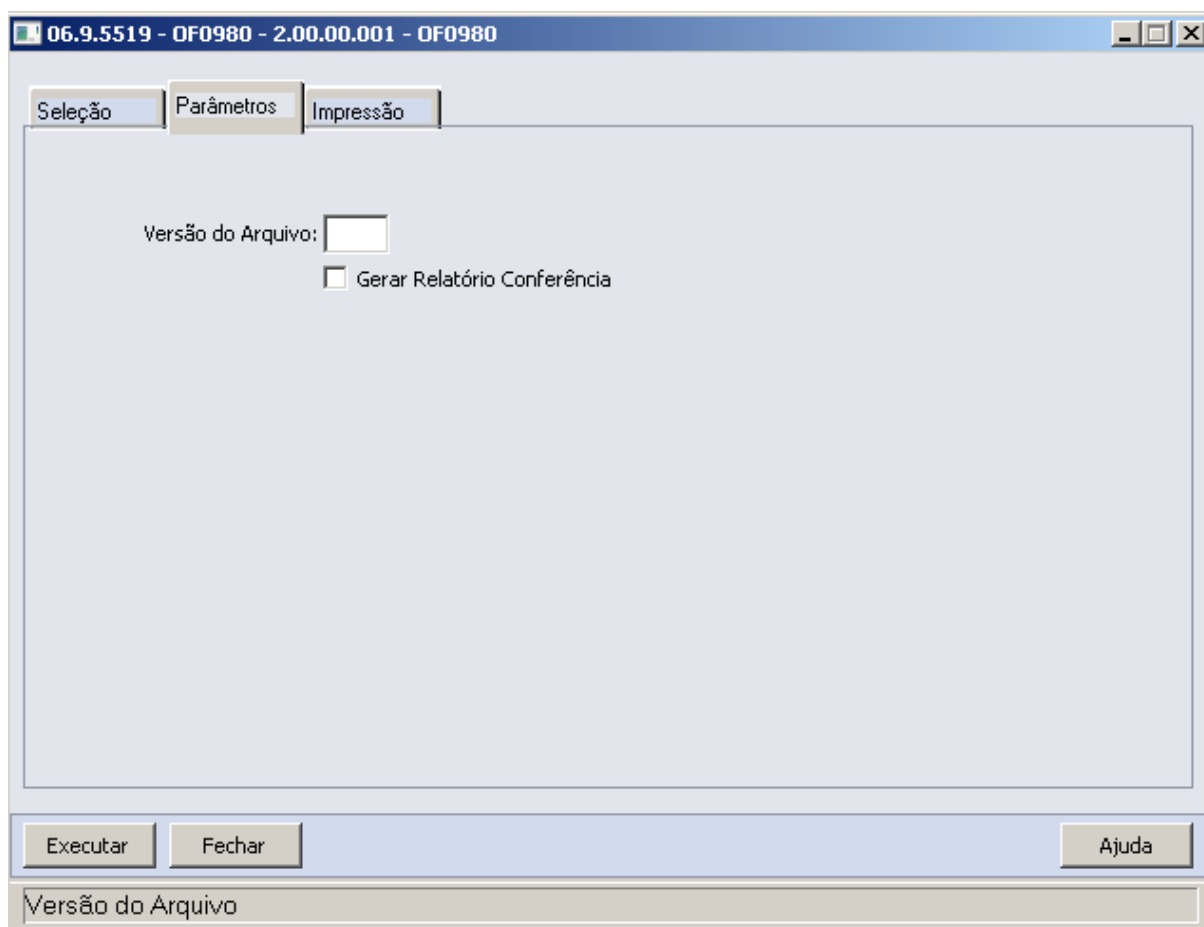 06.9.5519 - OF0980 - 2.00.00.001 - OF0980
Seleção Parâmetros Impressão
Versão do Arquivo:
Gerar Relatório Conferência
Executar Fechar Ajuda
Versão do Arquivo